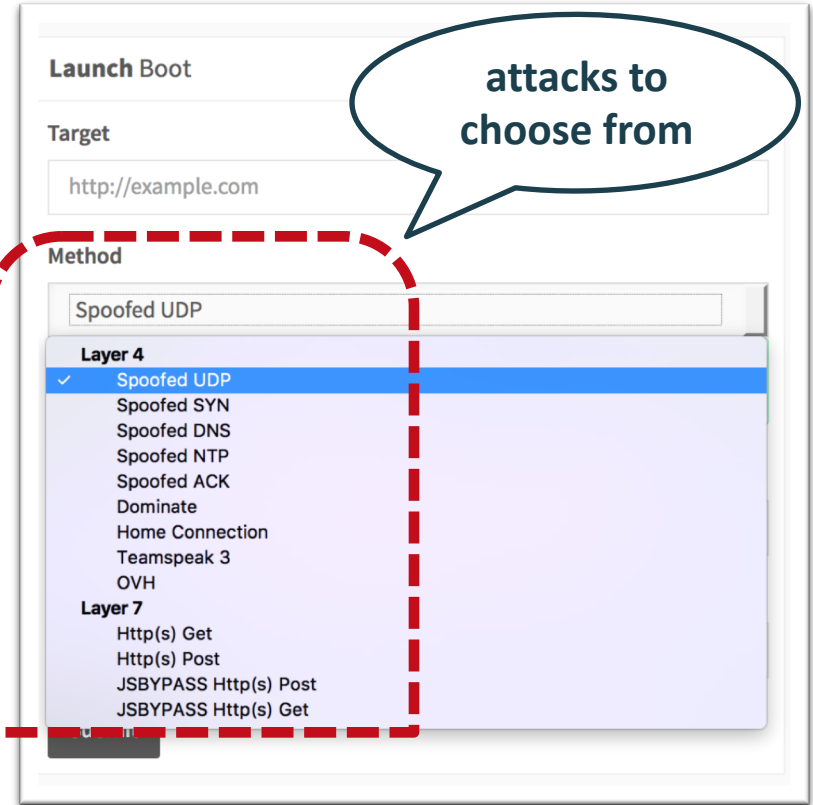 Launch Boot
attacks to
choose from
Target
http://example.com
Method
Spoofed UDP
Layer 4
✓ Spoofed UDP
Spoofed SYN
Spoofed DNS
Spoofed NTP
Spoofed ACK
Dominate
Home Connection
Teamspeak 3
OVH
Layer 7
Http(s) Get
Http(s) Post
JSBYPASS Http(s) Post
JSBYPASS Http(s) Get